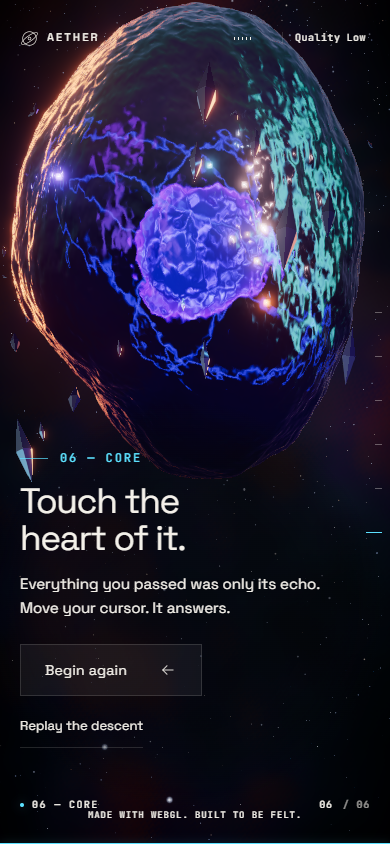 AETHER
Quality Low
06 — CORE
Touch the
heart of it.
Everything you passed was only its echo.
Move your cursor. It answers.
Begin again ←
Replay the descent
06 — CORE
06 / 06
MADE WITH WEBGL. BUILT TO BE FELT.